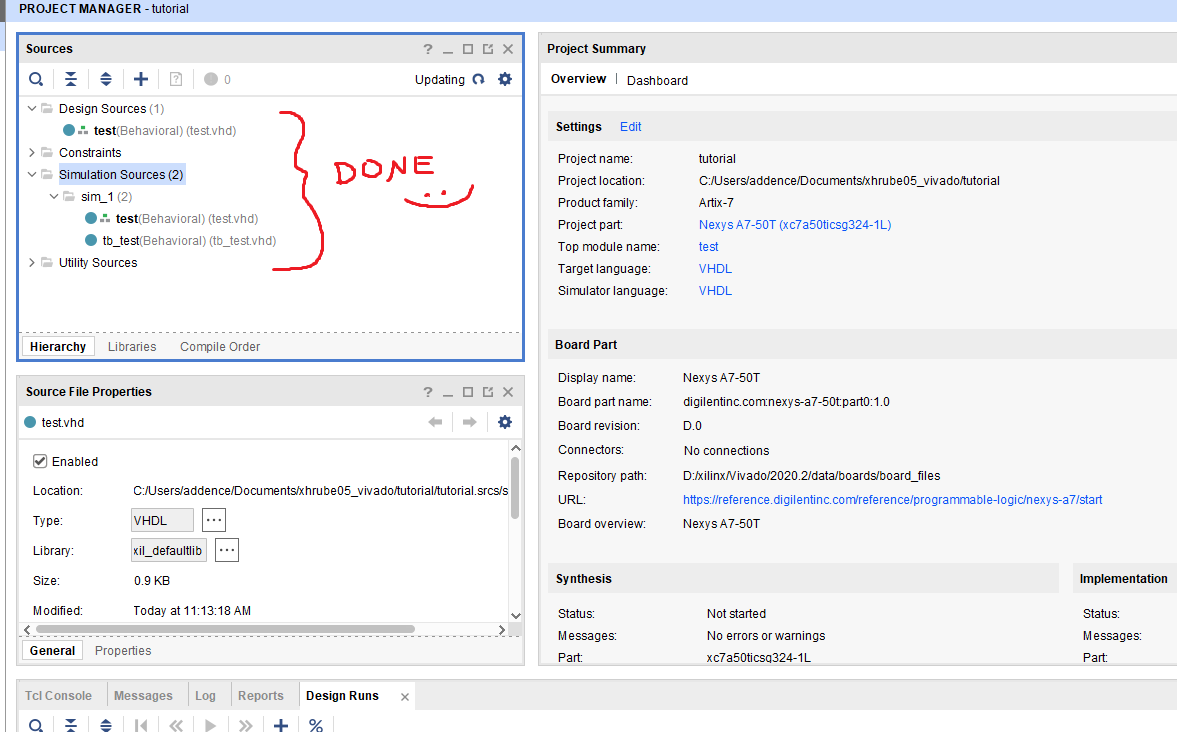 PROJECT MANAGER - tutorial
Sources
? 
0
Updating
Design Sources (1)
test(Behavioral) (test.vhd)
Constraints
Simulation Sources (2)
sim_1 (2)
test(Behavioral) (test.vhd)
tb_test(Behavioral) (tb_test.vhd)
Utility Sources
DONE
Hierarchy Libraries Compile Order
Source File Properties
?
test.vhd
Enabled
Location: C:/Users/addence/Documents/xhrube05_vivado/tutorial/tutorial.srcs/s
Type: VHDL ...
Library: xil_defaultlib ...
Size: 0.9 KB
Modified: Today at 11:13:18 AM
General Properties
Project Summary
Overview | Dashboard
Settings Edit
Project name: tutorial
Project location: C:/Users/addence/Documents/xhrube05_vivado/tutorial
Product family: Artix-7
Project part: Nexys A7-50T (xc7a50ticsg324-1L)
Top module name: test
Target language: VHDL
Simulator language: VHDL
Board Part
Display name: Nexys A7-50T
Board part name: digilentinc.com:nexys-a7-50t:part0:1.0
Board revision: D.0
Connectors: No connections
Repository path: D:/xilinx/Vivado/2020.2/data/boards/board_files
URL: https://reference.digilentinc.com/reference/programmable-logic/nexys-a7/start
Board overview: Nexys A7-50T
Synthesis
Status: Not started
Messages: No errors or warnings
Part: xc7a50ticsg324-1L
Implementation
Status:
Messages:
Part:
Tcl Console Messages Log Reports Design Runs
%